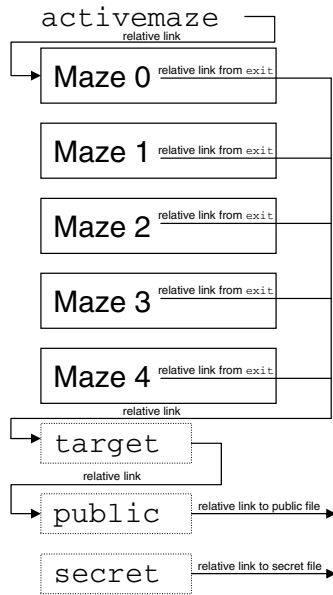 activemaze
relative link
Maze 0 relative link from exit
Maze 1 relative link from exit
Maze 2 relative link from exit
Maze 3 relative link from exit
Maze 4 relative link from exit
relative link
target
relative link
public relative link to public file
secret relative link to secret file